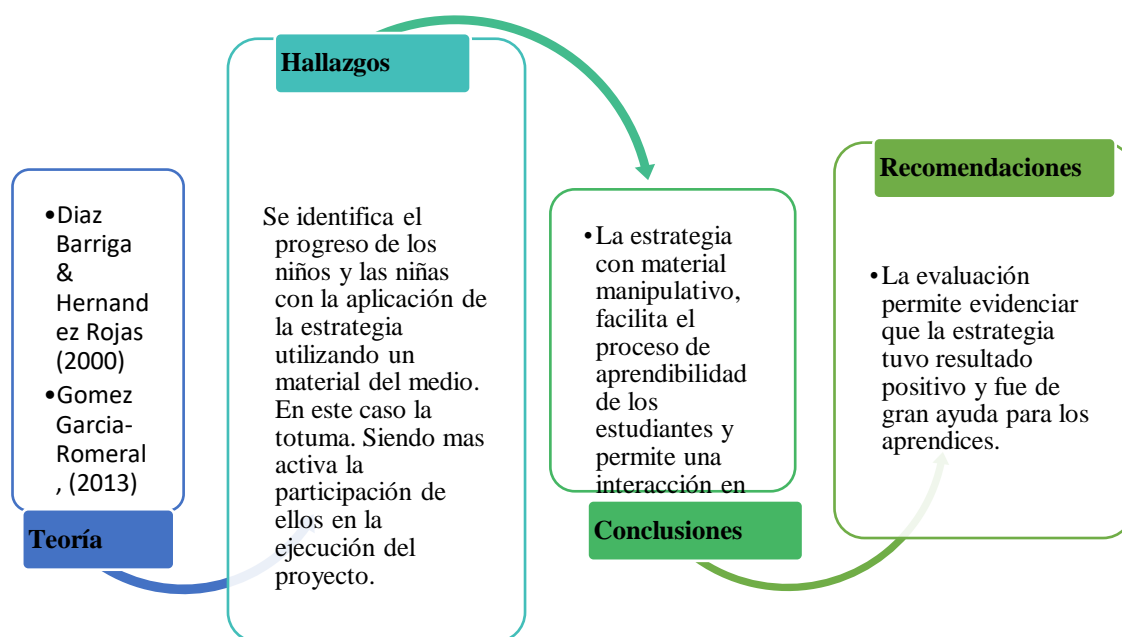 •Diaz
Barriga
&
Hernand
ez Rojas
(2000)
•Gomez
Garcia-
Romeral
, (2013)
Teoría
Hallazgos
Se identifica el
progreso de los
niños y las niñas
con la aplicación de
la estrategia
utilizando un
material del medio.
En este caso la
totuma. Siendo mas
activa la
participación de
ellos en la
ejecución del
proyecto.
•La estrategia
con material
manipulativo,
facilita el
proceso de
aprendibilidad
de los
estudiantes y
permite una
interacción en
Conclusiones
Recomendaciones
•La evaluación
permite evidenciar
que la estrategia
tuvo resultado
positivo y fue de
gran ayuda para los
aprendices.